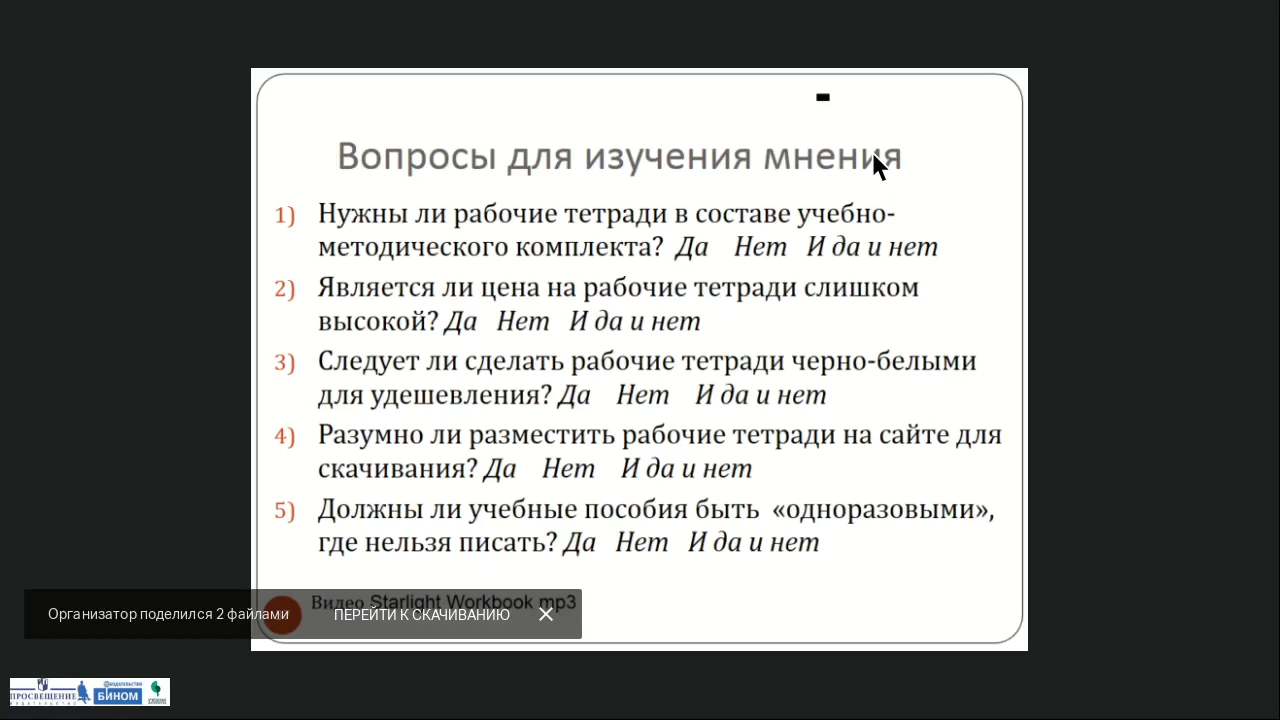 Вопросы для изучения мнения
1) Нужны ли рабочие тетради в составе учебно-
методического комплекта? Да Нет И да и нет
2) Является ли цена на рабочие тетради слишком
высокой? Да Нет И да и нет
3) Следует ли сделать рабочие тетради черно-белыми
для удешевления? Да Нет И да и нет
4) Разумно ли разместить рабочие тетради на сайте для
скачивания? Да Нет И да и нет
5) Должны ли учебные пособия быть «одноразовыми»,
где нельзя писать? Да Нет И да и нет
Видео Starlight Workbook mp3
Организатор поделился 2 файлами ПЕРЕЙТИ К СКАЧИВАНИЮ
ПРОСВЕЩЕНИЕ
ИЗДАТЕЛЬСТВО
ИЗДАТЕЛЬСТВО
БИНОМ